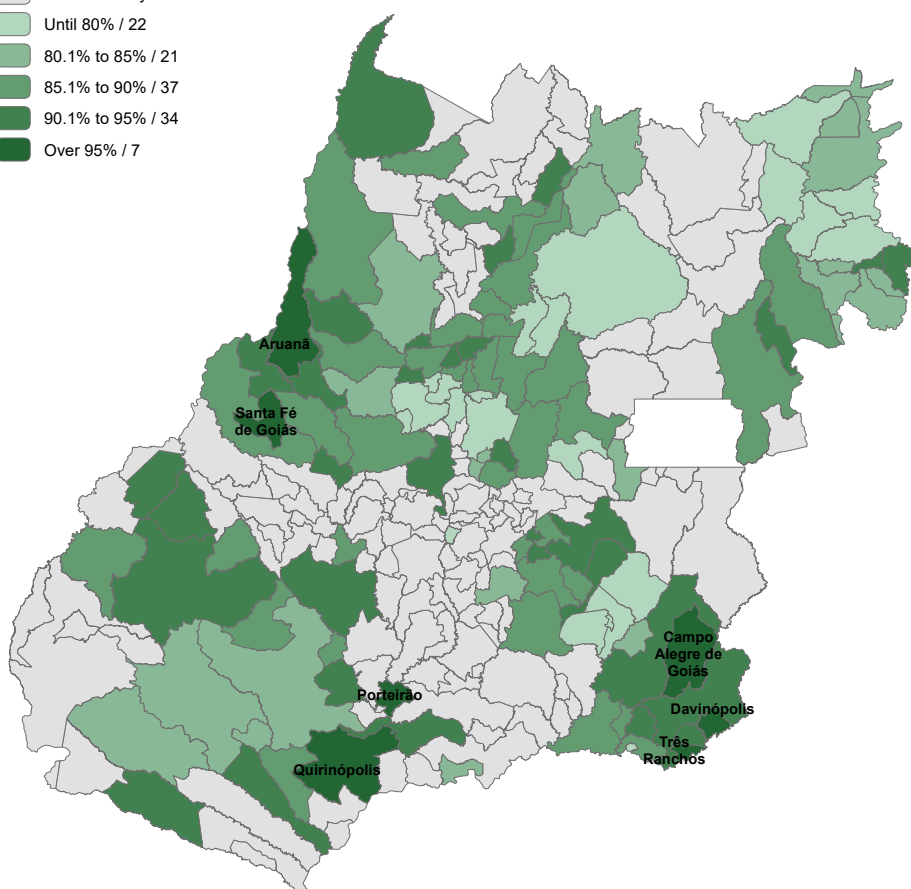 Until 80% / 22
80.1% to 85% / 21
85.1% to 90% / 37
90.1% to 95% / 34
Over 95% / 7
Aruanã
Santa Fé
de Goiás
Campo
Alegre de
Goiás
Porteirão
Davinópolis
Três
Ranchos
Quirinópolis